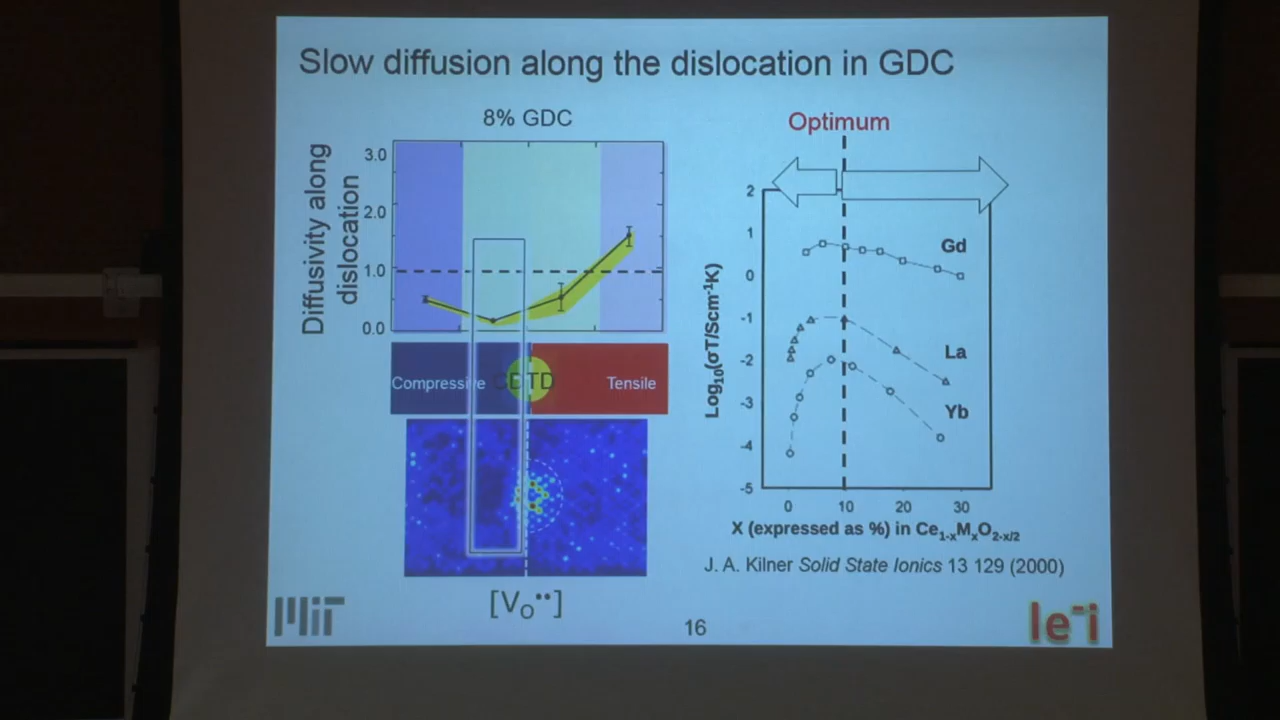 Slow diffusion along the dislocation in GDC
8% GDC
Diffusivity along
dislocation
3.0
2.0
1.0
0.0
Compressive
CDTD
Tensile
[V_O••]
Optimum
Log10(σT/Scm-1K)
2
1
0
-1
-2
-3
-4
-5
Gd
La
Yb
0 10 20 30
X (expressed as %) in Ce1-xMxO2-x/2
J. A. Kilner Solid State Ionics 13 129 (2000)
MIT
16
le-i